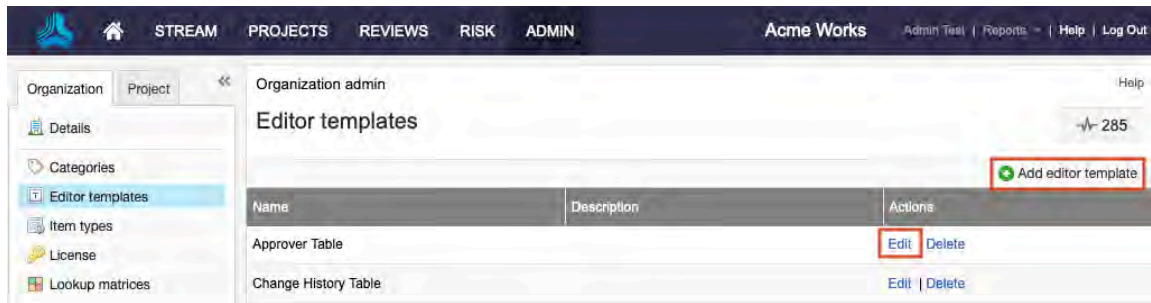 STREAM PROJECTS REVIEWS RISK ADMIN Acme Works Admin Test | Reports | Help | Log Out
Organization Project << Organization admin Help
Details Editor templates 285
Categories Add editor template
Editor templates Name Description Actions
Item types Approver Table Edit Delete
License
Lookup matrices Change History Table Edit | Delete